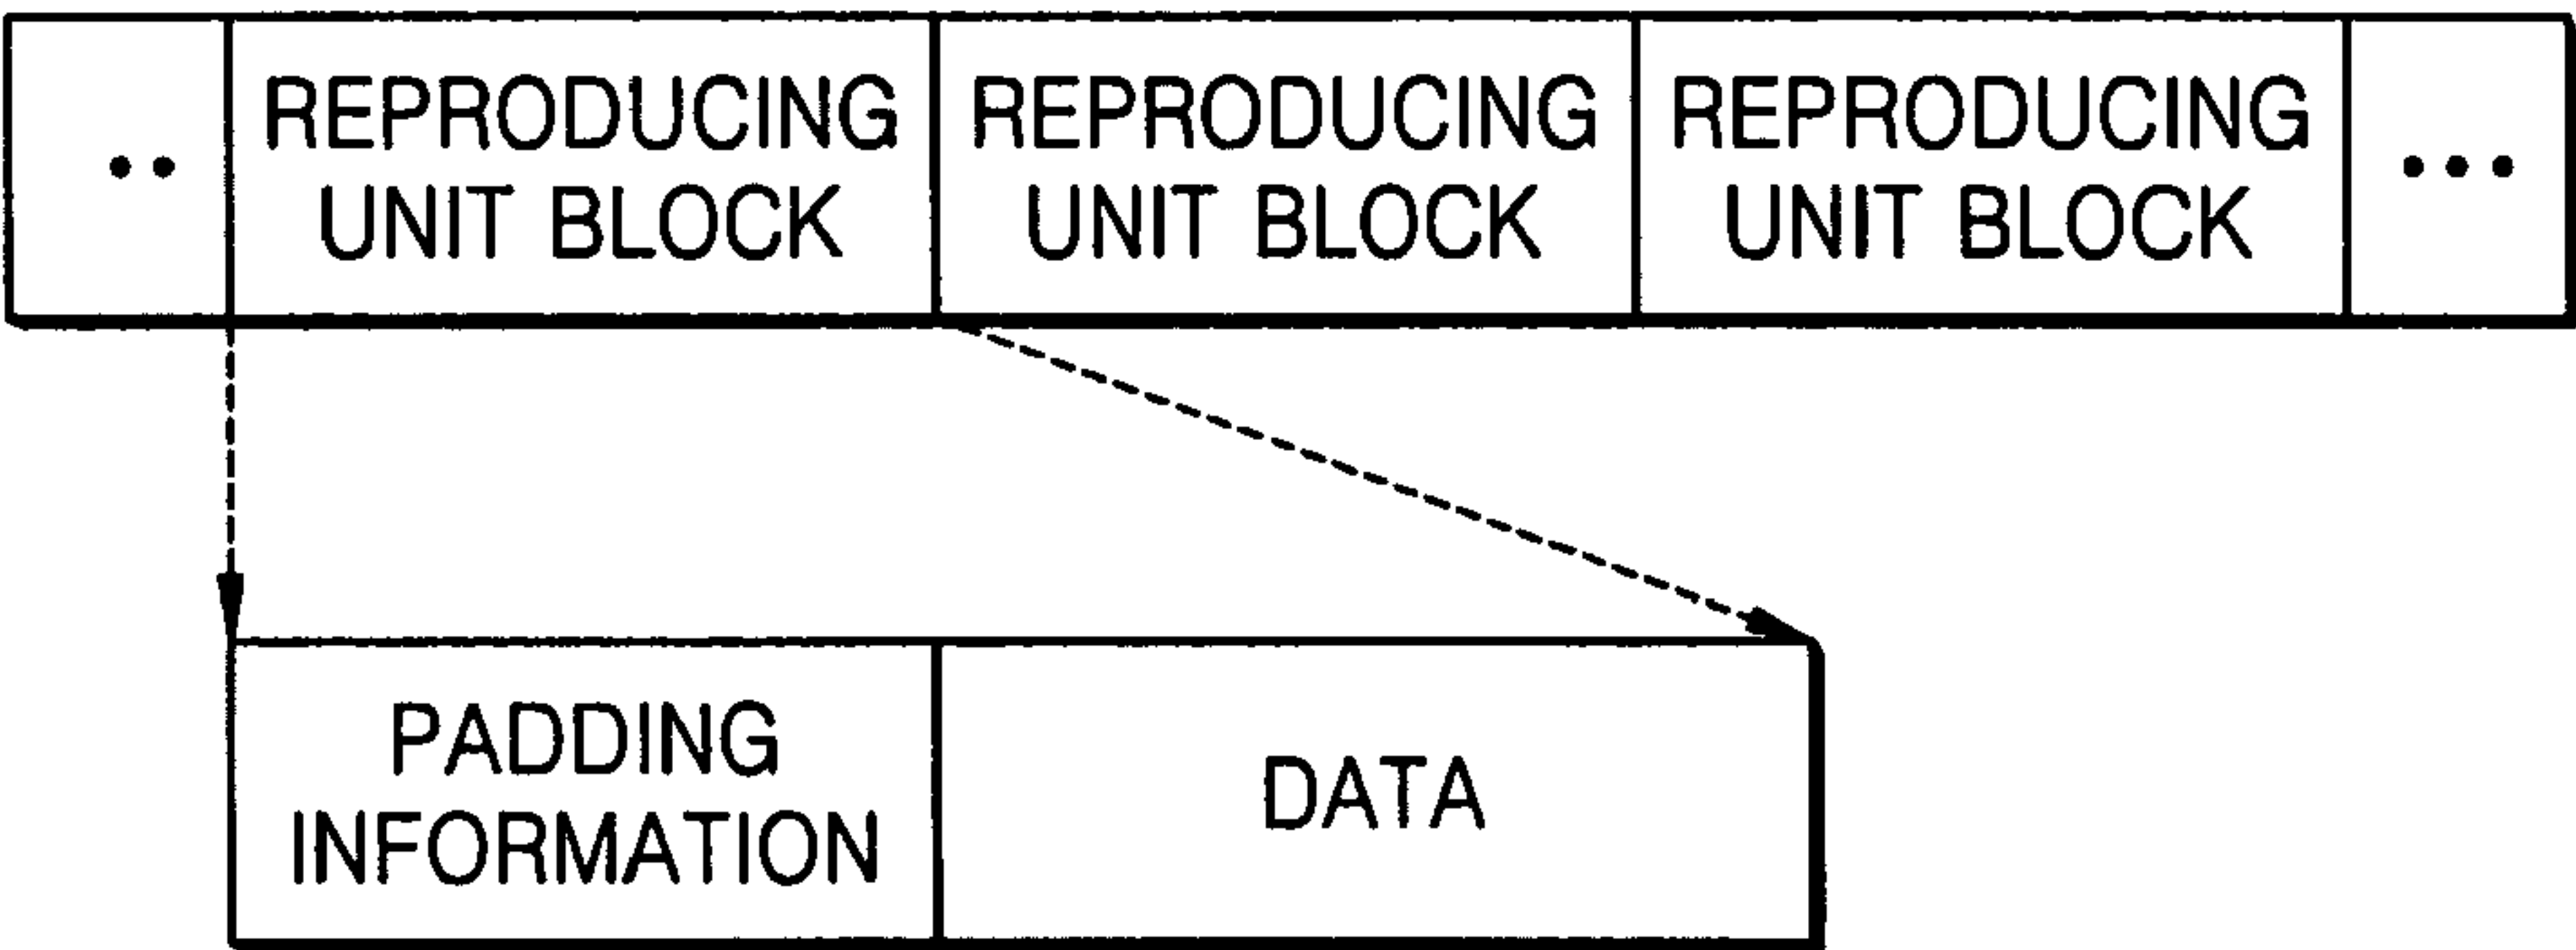 •• REPRODUCING REPRODUCING REPRODUCING •••
UNIT BLOCK UNIT BLOCK UNIT BLOCK
PADDING
INFORMATION
DATA